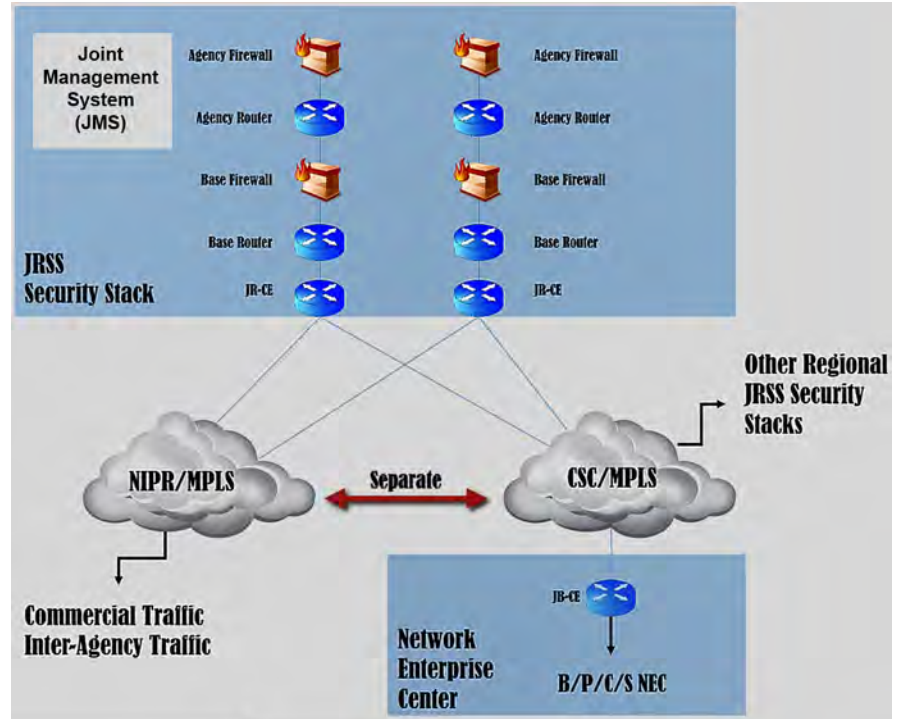 Joint
Management
System
(JMS)
Agency Firewall
Agency Firewall
Agency Router
Agency Router
Base Firewall
Base Firewall
Base Router
Base Router
JRSS
Security Stack
JR-CE
JR-CE
Other Regional
JRSS Security
Stacks
NIPR/MPLS
Separate
CSC/MPLS
Commercial Traffic
Inter-Agency Traffic
JB-CE
Network
Enterprise
Center
B/P/C/S NEC